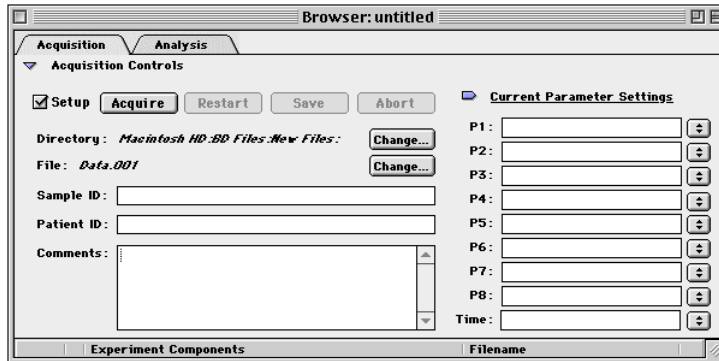 Browser: untitled
Acquisition Analysis
Acquisition Controls
Setup Acquire Restart Save Abort
Directory: Macintosh HD:BD Files:New Files: Change...
File: Data.001 Change...
Sample ID:
Patient ID:
Comments:
Current Parameter Settings
P1:
P2:
P3:
P4:
P5:
P6:
P7:
P8:
Time:
Experiment Components Filename